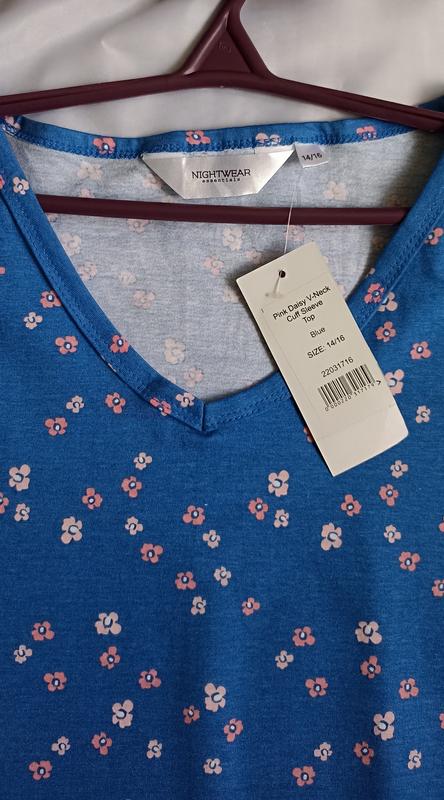 NIGHTWEAR
essentials
14/16
Pink Daisy V-Neck
Cuff Sleeve
Top
Blue
SIZE: 14/16
22031716